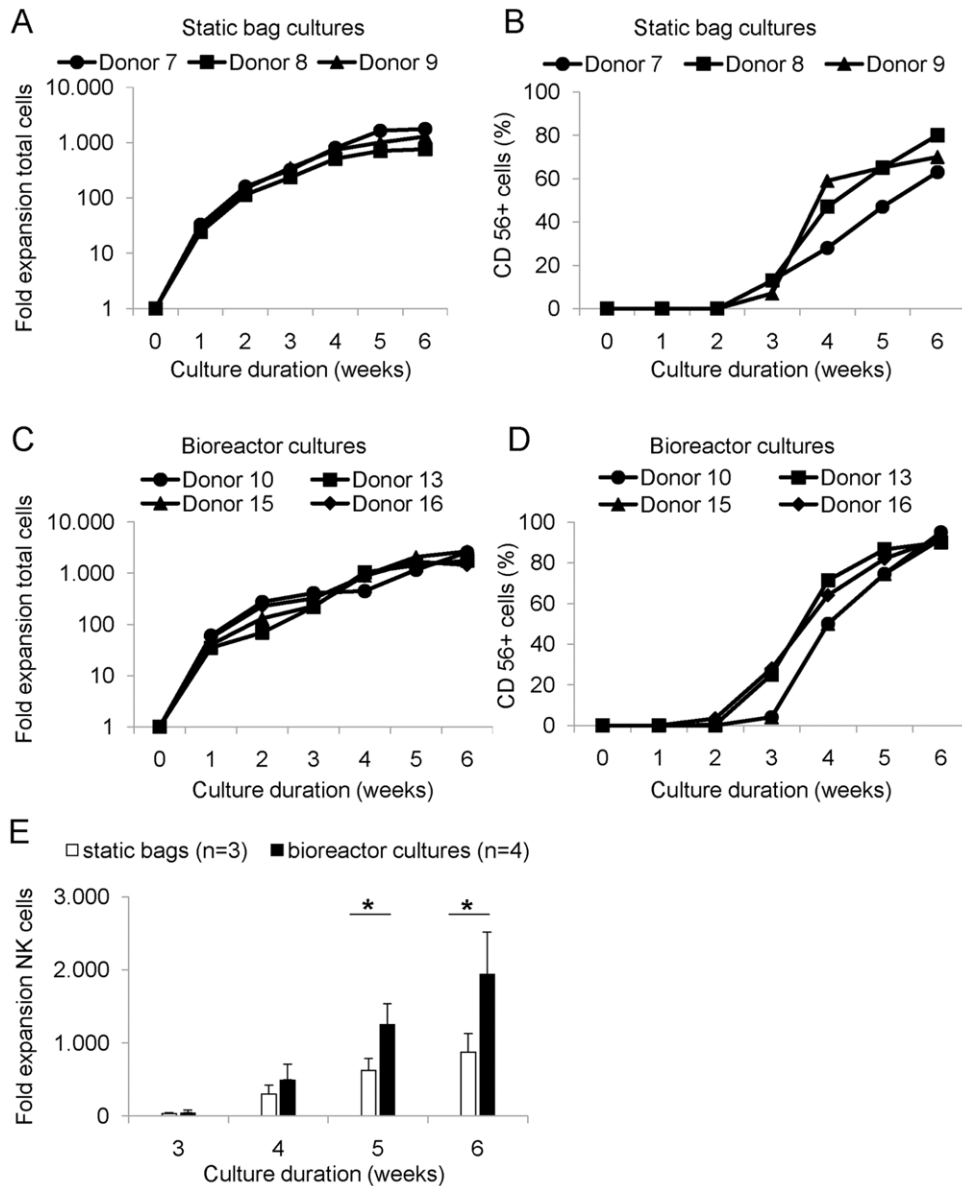 A
Static bag cultures
Donor 7 Donor 8 Donor 9
10.000
1.000
100
10
1
Fold expansion total cells
0 1 2 3 4 5 6
Culture duration (weeks)
B
Static bag cultures
Donor 7 Donor 8 Donor 9
100
80
60
40
20
0
CD 56+ cells (%)
0 1 2 3 4 5 6
Culture duration (weeks)
C
Bioreactor cultures
Donor 10 Donor 13
Donor 15 Donor 16
10.000
1.000
100
10
1
Fold expansion total cells
0 1 2 3 4 5 6
Culture duration (weeks)
D
Bioreactor cultures
Donor 10 Donor 13
Donor 15 Donor 16
100
80
60
40
20
0
CD 56+ cells (%)
0 1 2 3 4 5 6
Culture duration (weeks)
E
static bags (n=3) bioreactor cultures (n=4)
3.000
2.000
1.000
0
Fold expansion NK cells
* *
3 4 5 6
Culture duration (weeks)